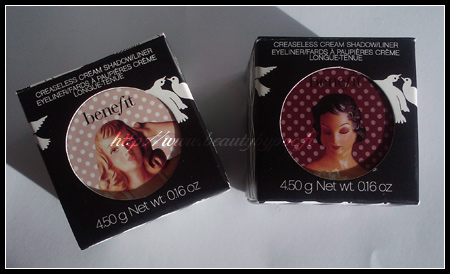 CREASELESS CREAM SHADOW/LINER
EYELINER/FARDS À PAUPIÈRES CRÈME
LONGUE-TENUE
benefit
4.50 g Net wt. 0.16 oz
CREASELESS CREAM SHADOW/LINER
EYELINER/FARDS À PAUPIÈRES CRÈME
LONGUE-TENUE
4.50 g Net wt. 0.16 oz